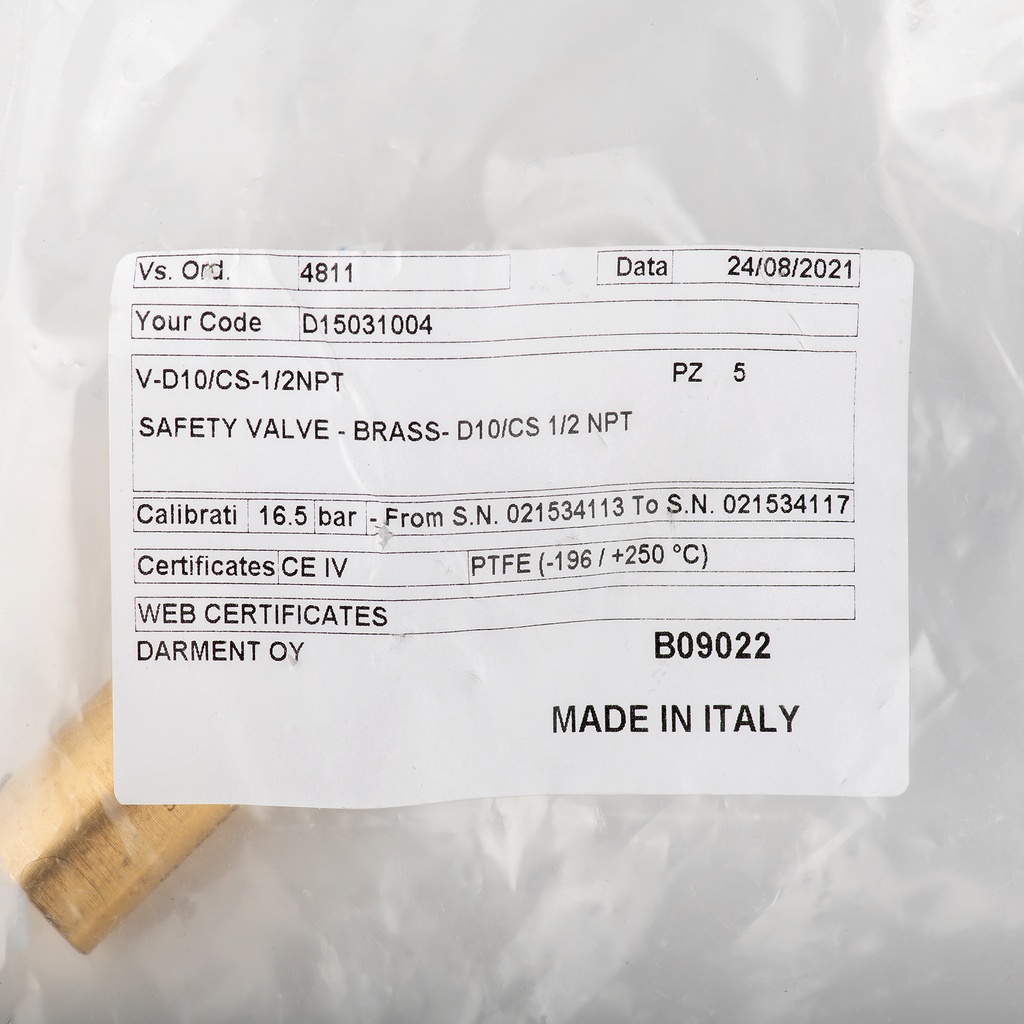 Vs. Ord. 4811 Data 24/08/2021
Your Code D15031004
V-D10/CS-1/2NPT PZ 5
SAFETY VALVE - BRASS- D10/CS 1/2 NPT
Calibrati 16.5 bar - From S.N. 021534113 To S.N. 021534117
Certificates CE IV PTFE (-196 / +250 °C)
WEB CERTIFICATES
DARMENT OY B09022
MADE IN ITALY